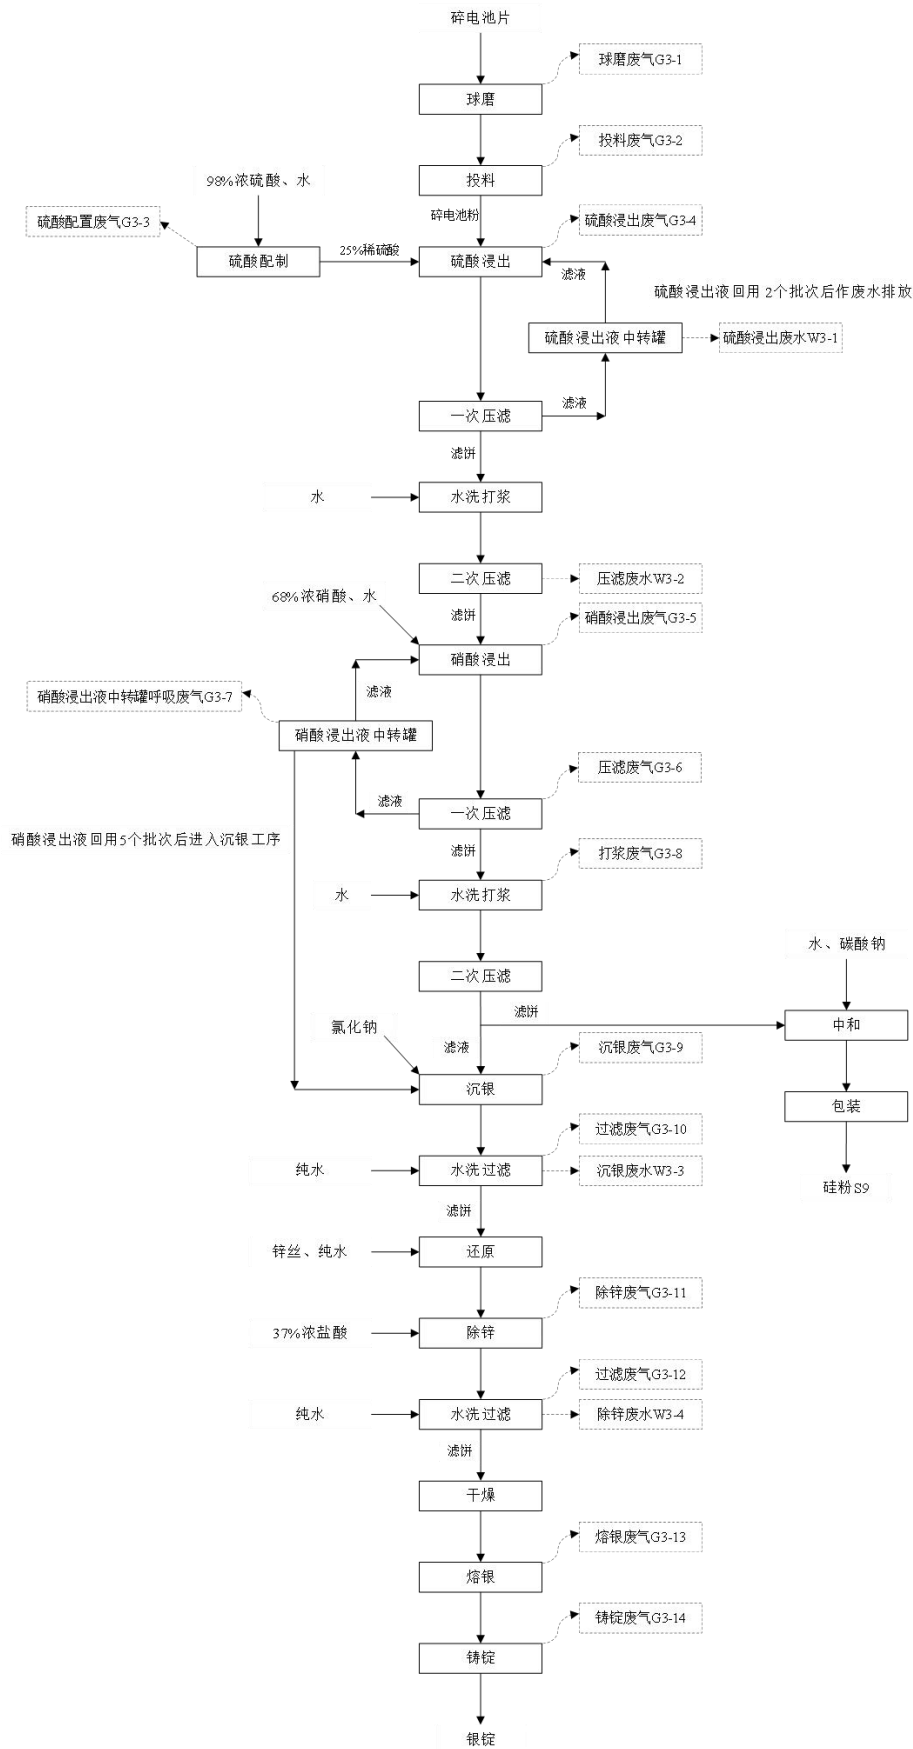 碎电池片
球磨废气G3-1
球磨
投料废气G3-2
投料
98%浓硫酸、水
碎电池粉
硫酸配置废气G3-3
硫酸浸出废气G3-4
硫酸配制
25%稀硫酸
硫酸浸出
滤液
硫酸浸出液回用 2个批次后作废水排放
硫酸浸出液中转罐
硫酸浸出废水W3-1
一次压滤
滤液
滤饼
水
水洗打浆
二次压滤
压滤废水W3-2
68%浓硝酸、水
滤饼
硝酸浸出废气G3-5
硝酸浸出
滤液
硝酸浸出液中转罐呼吸废气G3-7
硝酸浸出液中转罐
压滤废气G3-6
滤液
一次压滤
硝酸浸出液回用5个批次后进入沉银工序
滤饼
打浆废气G3-8
水
水洗打浆
水、碳酸钠
二次压滤
滤饼
中和
氯化钠
滤液
沉银废气G3-9
沉银
包装
过滤废气G3-10
纯水
水洗过滤
沉银废水W3-3
硅粉S9
滤饼
锌丝、纯水
还原
除锌废气G3-11
37%浓盐酸
除锌
过滤废气G3-12
纯水
水洗过滤
除锌废水W3-4
滤饼
干燥
熔银废气G3-13
熔银
铸锭废气G3-14
铸锭
银锭